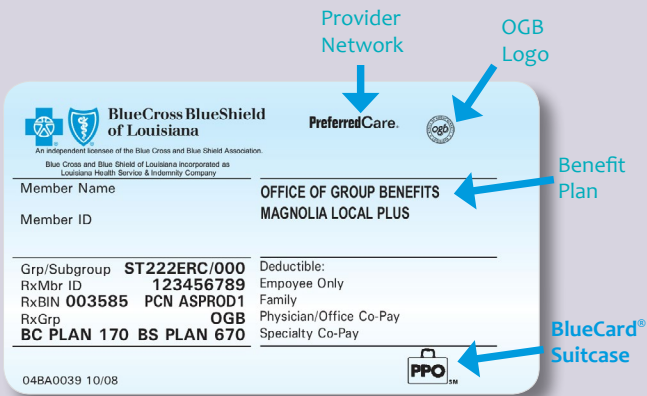 Provider
Network
OGB
Logo
BlueCross BlueShield
of Louisiana
An independent licensee of the Blue Cross and Blue Shield Association.
Blue Cross and Blue Shield of Louisiana incorporated as
Louisiana Health Service & Indemnity Company
PreferredCare.
ogb
Benefit
Plan
Member Name
Member ID
OFFICE OF GROUP BENEFITS
MAGNOLIA LOCAL PLUS
Grp/Subgroup ST222ERC/000
RxMbr ID 123456789
RxBIN 003585 PCN ASPROD1
RxGrp OGB
BC PLAN 170 BS PLAN 670
Deductible:
Empoyee Only
Family
Physician/Office Co-Pay
Specialty Co-Pay
BlueCard®
Suitcase
PPO SM
04BA0039 10/08